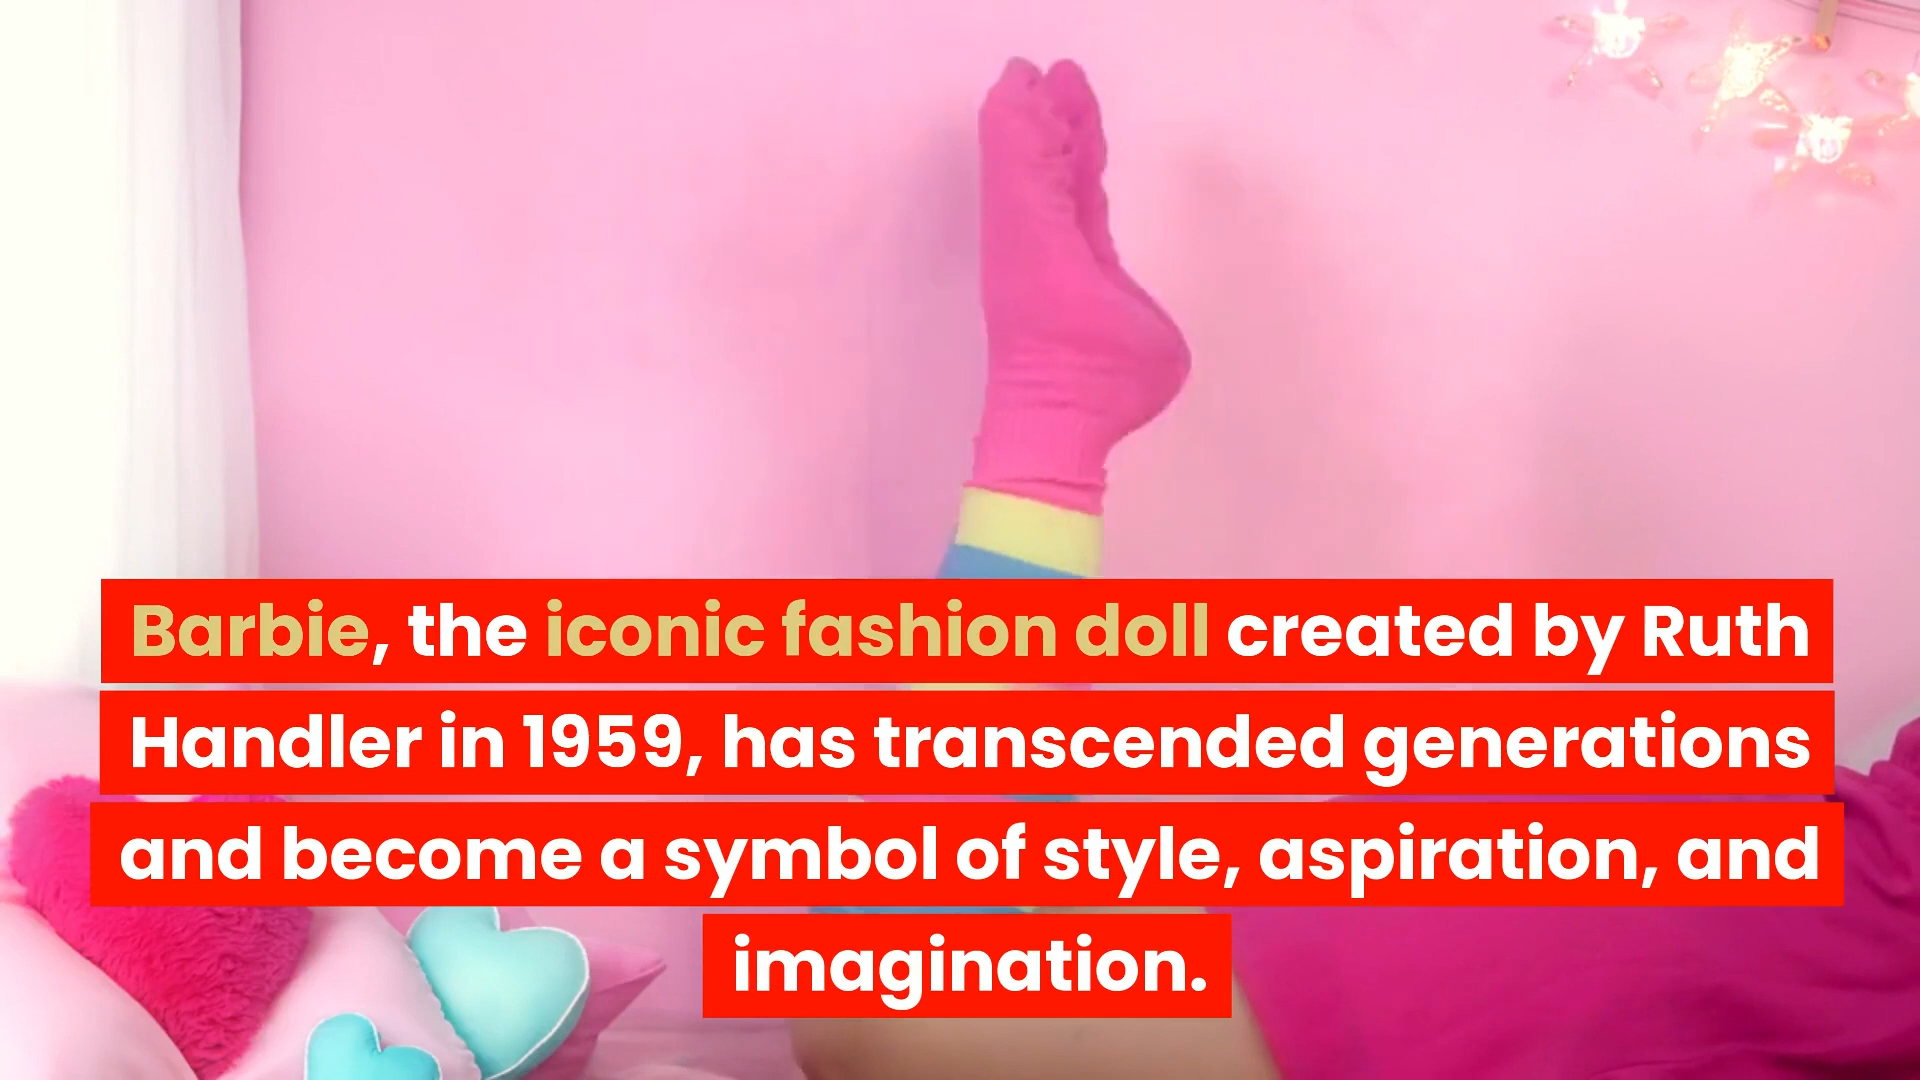 Barbie, the iconic fashion doll created by Ruth
Handler in 1959, has transcended generations
and become a symbol of style, aspiration, and
imagination.